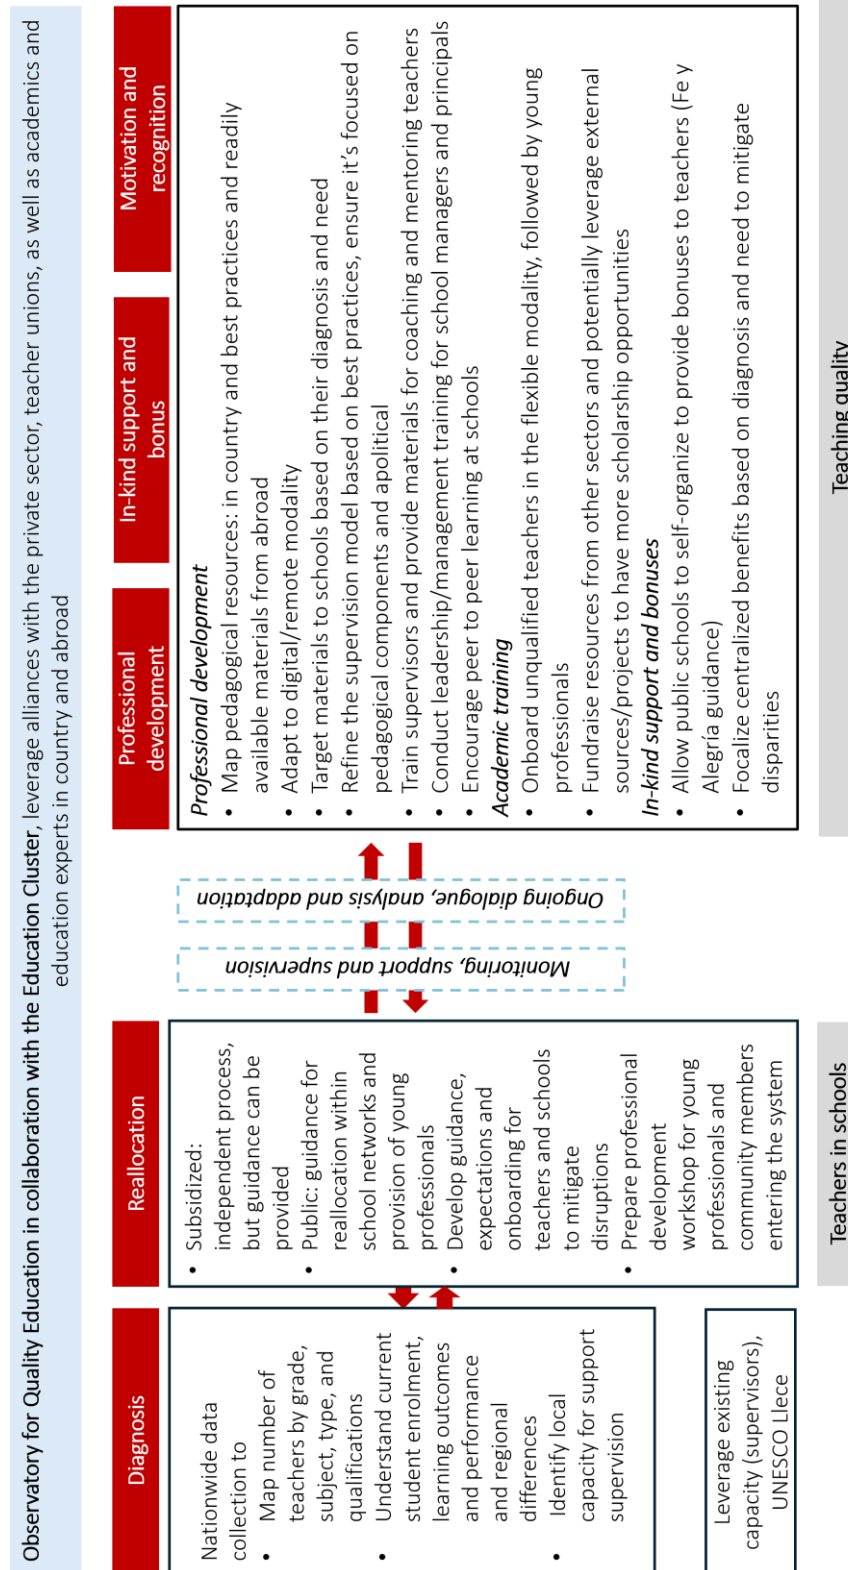 Observatory for Quality Education in collaboration with the Education Cluster, leverage alliances with the private sector, teacher unions, as well as academics and
education experts in country and abroad
Diagnosis
Nationwide data
collection to
• Map number of
teachers by grade,
subject, type, and
qualifications
• Understand current
student enrolment,
learning outcomes
and performance
and regional
differences
• Identify local
capacity for support
supervision
Leverage existing
capacity (supervisors),
UNESCO Llece
Reallocation
• Subsidized:
independent process,
but guidance can be
provided
• Public: guidance for
reallocation within
school networks and
provision of young
professionals
• Develop guidance,
expectations and
onboarding for
teachers and schools
to mitigate
disruptions
• Prepare professional
development
workshop for young
professionals and
community members
entering the system
Teachers in schools
Monitoring, support and supervision
Ongoing dialogue, analysis and adaptation
Professional
development
In-kind support and
bonus
Motivation and
recognition
Professional development
• Map pedagogical resources: in country and best practices and readily
available materials from abroad
• Adapt to digital/remote modality
• Target materials to schools based on their diagnosis and need
• Refine the supervision model based on best practices, ensure it's focused on
pedagogical components and apolitical
• Train supervisors and provide materials for coaching and mentoring teachers
• Conduct leadership/management training for school managers and principals
• Encourage peer to peer learning at schools
Academic training
• Onboard unqualified teachers in the flexible modality, followed by young
professionals
• Fundraise resources from other sectors and potentially leverage external
sources/projects to have more scholarship opportunities
In-kind support and bonuses
• Allow public schools to self-organize to provide bonuses to teachers (Fe y
Alegría guidance)
• Focalize centralized benefits based on diagnosis and need to mitigate
disparities
Teaching quality